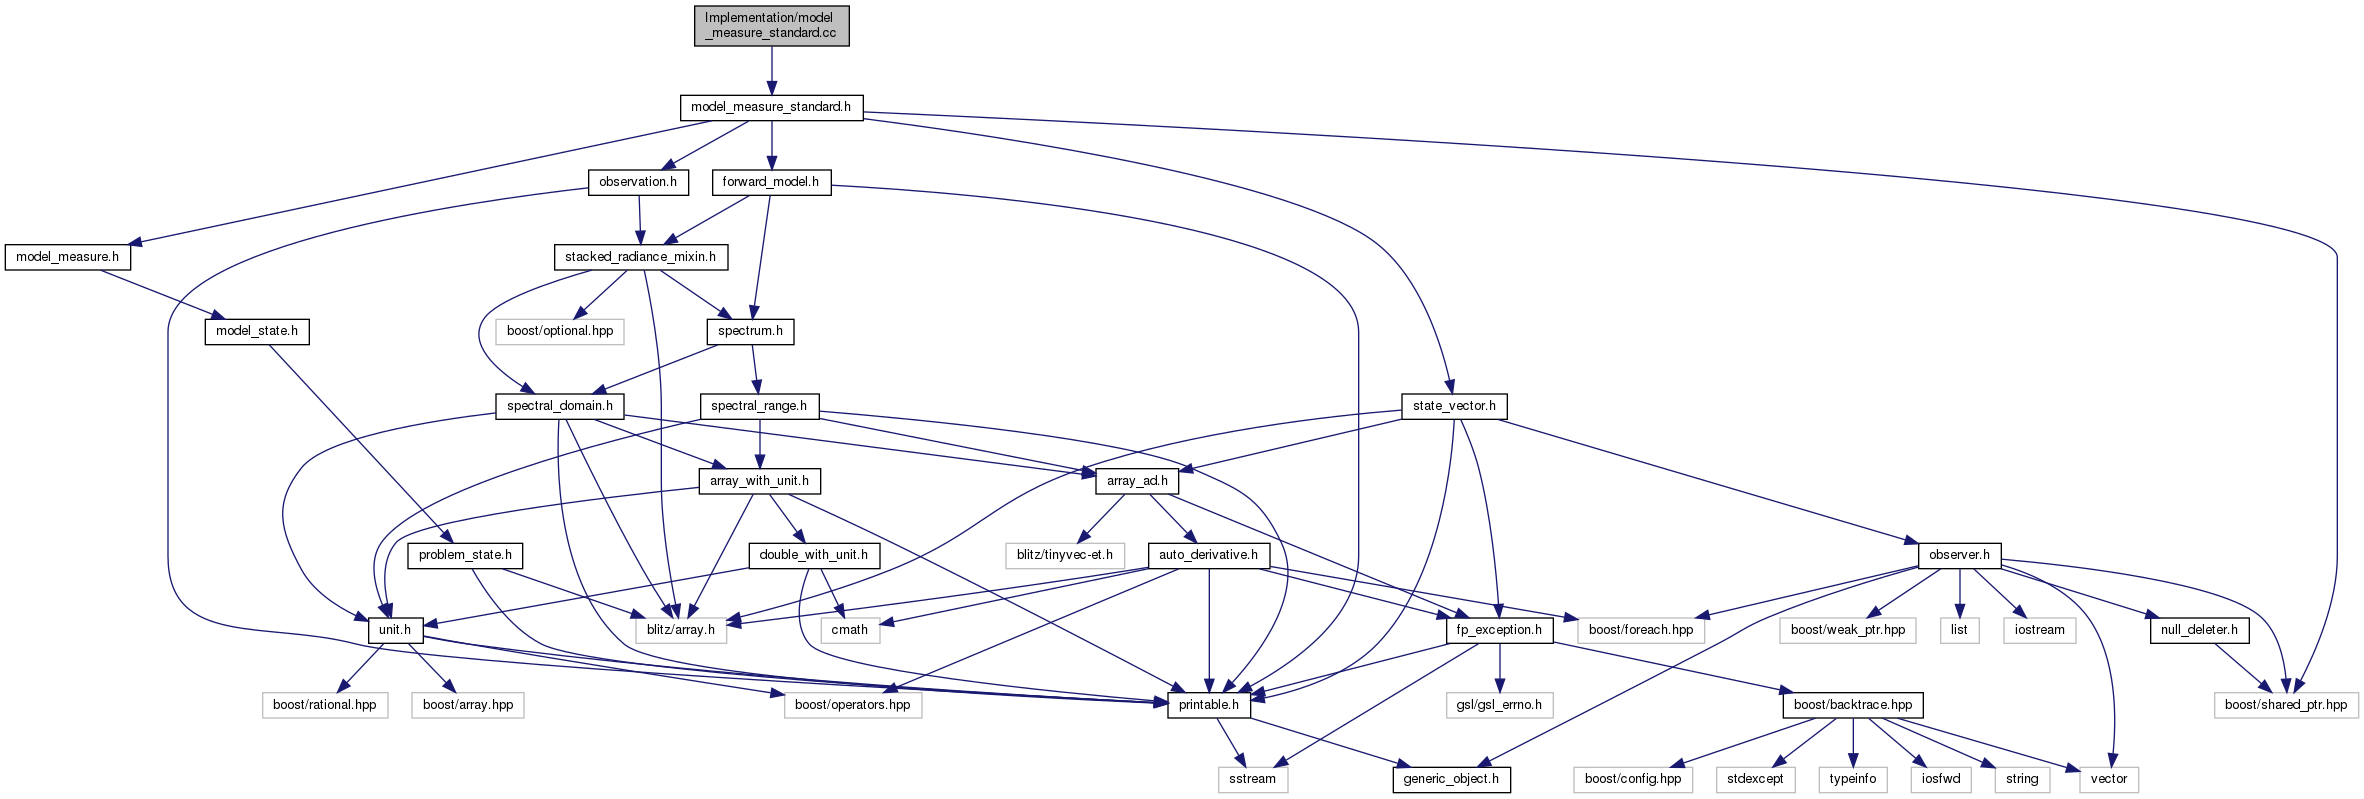 Implementation/model
_measure_standard.cc
model_measure_standard.h
observation.h
forward_model.h
model_measure.h
stacked_radiance_mixin.h
model_state.h
boost/optional.hpp
spectrum.h
spectral_domain.h
spectral_range.h
state_vector.h
array_with_unit.h
array_ad.h
problem_state.h
double_with_unit.h
blitz/tinyvec-et.h
auto_derivative.h
observer.h
unit.h
blitz/array.h
cmath
fp_exception.h
boost/foreach.hpp
boost/weak_ptr.hpp
list
iostream
null_deleter.h
boost/rational.hpp
boost/array.hpp
boost/operators.hpp
printable.h
gsl/gsl_errno.h
boost/backtrace.hpp
boost/shared_ptr.hpp
sstream
generic_object.h
boost/config.hpp
stdexcept
typeinfo
iosfwd
string
vector